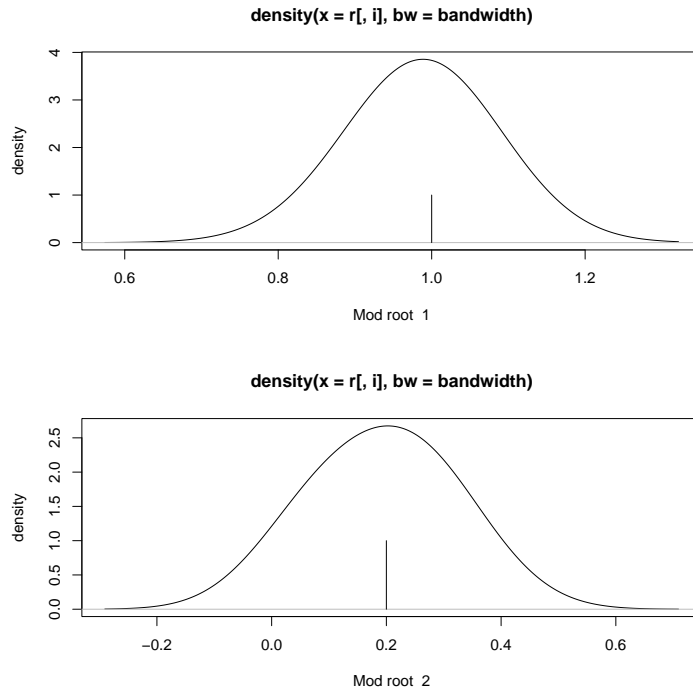 density(x = r[, i], bw = bandwidth)
4
3
2
1
0
density
0.6 0.8 1.0 1.2
Mod root 1
density(x = r[, i], bw = bandwidth)
2.5
2.0
1.5
1.0
0.5
0.0
density
−0.2 0.0 0.2 0.4 0.6
Mod root 2